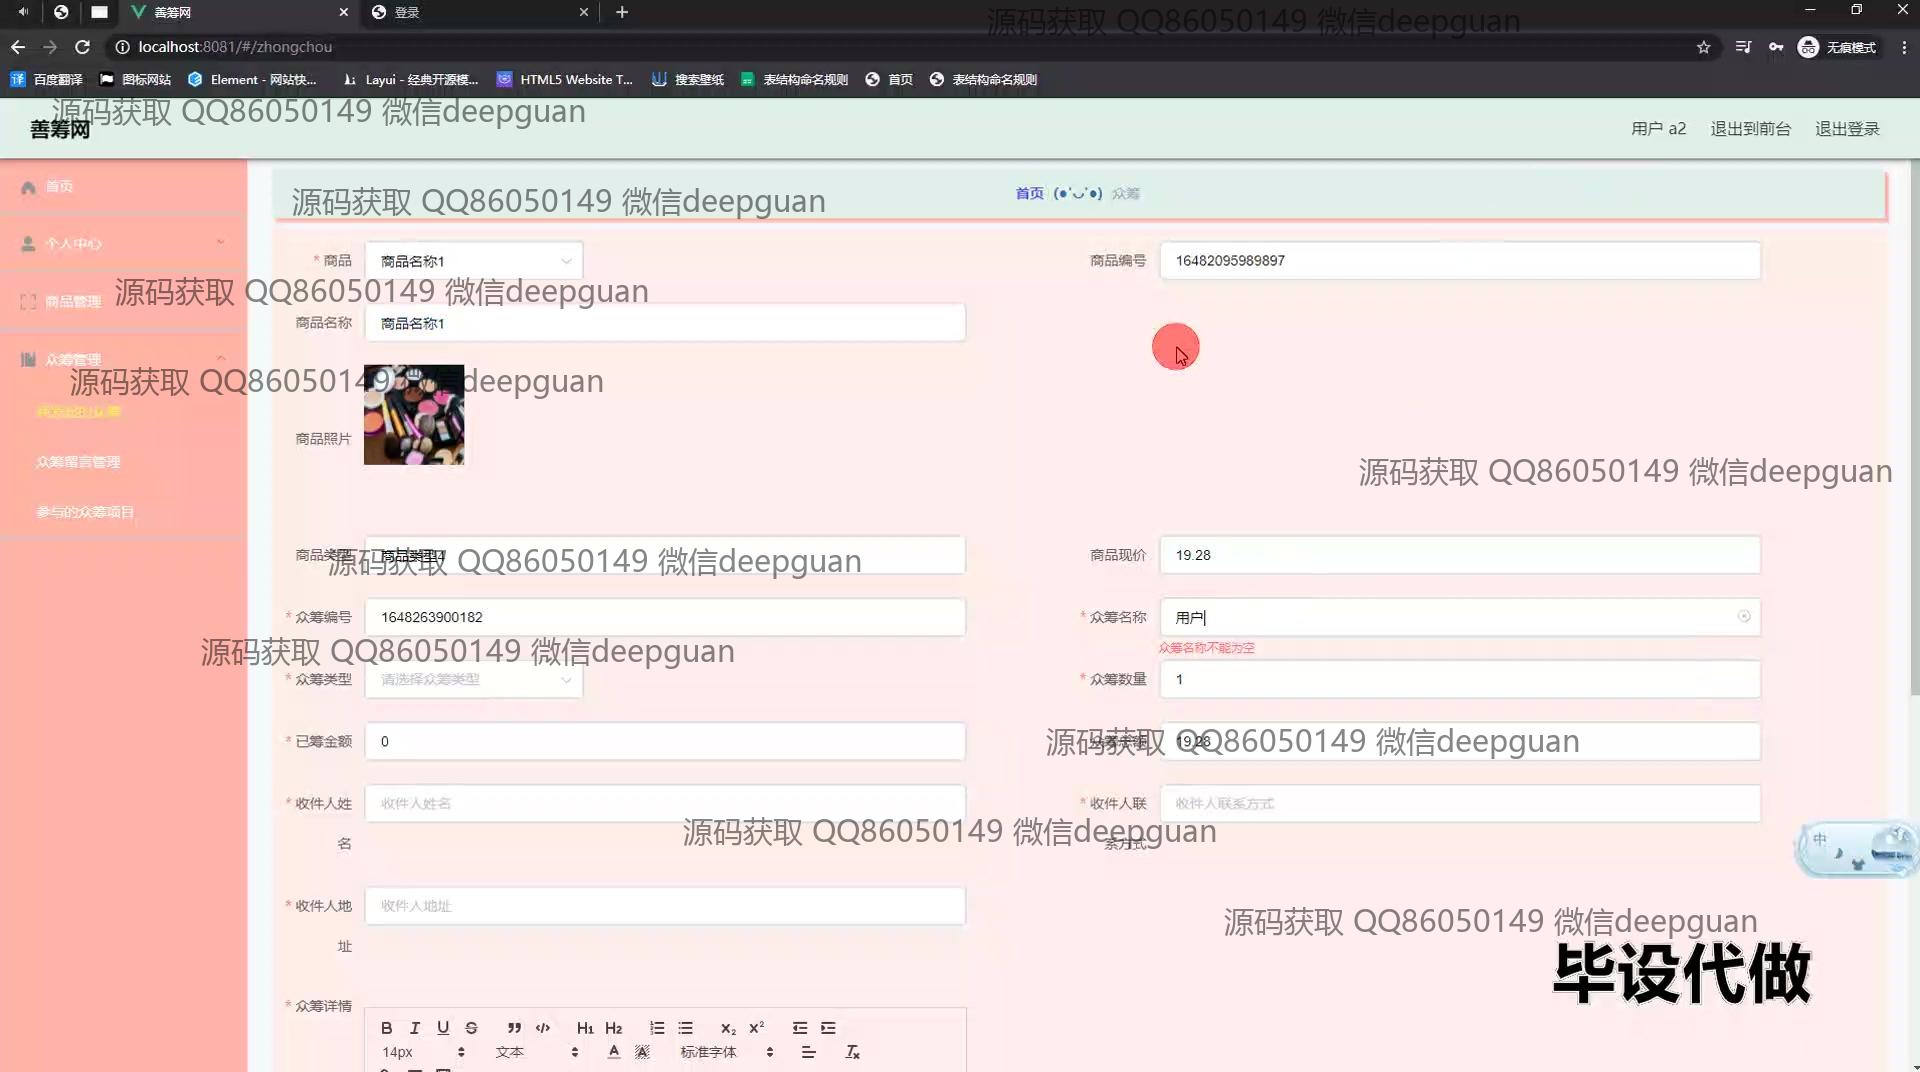 善筹网
登录
localhost:8081/#/zhongchou
无痕模式
百度翻译
图标网站
Element - 网站快...
Layui - 经典开源模...
HTML5 Website T...
搜索壁纸
表结构命名规则
首页
表结构命名规则
源码获取 QQ86050149 微信deepguan
源码获取 QQ86050149 微信deepguan
善筹网
用户 a2
退出到前台
退出登录
首页
源码获取 QQ86050149 微信deepguan
首页 (●'◡'●) 众筹
个人中心
* 商品
商品名称1
商品编号
16482095989897
商品管理
源码获取 QQ86050149 微信deepguan
商品名称
商品名称1
众筹管理
源码获取 QQ86050149 微信deepguan
商品照片
众筹留言管理
源码获取 QQ86050149 微信deepguan
参与的众筹项目
商品类型
商品类型4
源码获取 QQ86050149 微信deepguan
商品现价
19.28
* 众筹编号
1648263900182
* 众筹名称
用户
众筹名称不能为空
源码获取 QQ86050149 微信deepguan
* 众筹类型
请选择众筹类型
* 众筹数量
1
* 已筹金额
0
19.28
源码获取 QQ86050149 微信deepguan
* 收件人姓名
收件人姓名
* 收件人联系方式
收件人联系方式
源码获取 QQ86050149 微信deepguan
中
* 收件人地址
收件人地址
源码获取 QQ86050149 微信deepguan
毕设代做
* 众筹详情
B I U S ” </> H1 H2 x₂ x²
14px 文本 A A 标准字体 Tx